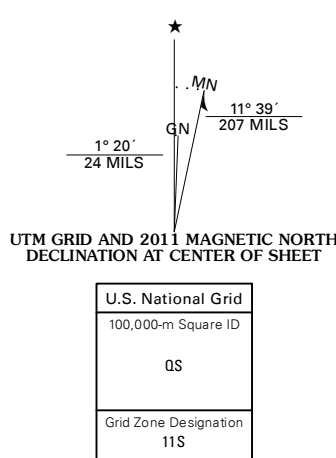 ★
MN
GN
11° 39´
207 MILS
1° 20´
24 MILS
UTM GRID AND 2011 MAGNETIC NORTH
DECLINATION AT CENTER OF SHEET
U.S. National Grid
100,000-m Square ID
QS
Grid Zone Designation
11S